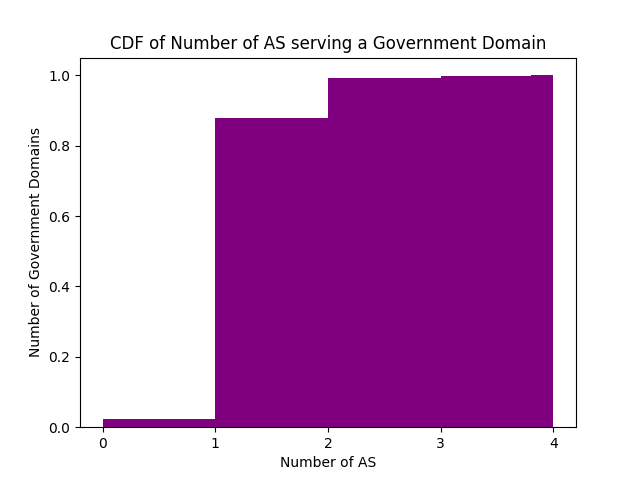 CDF of Number of AS serving a Government Domain
Number of Government Domains
1.0
0.8
0.6
0.4
0.2
0.0
0 1 2 3 4
Number of AS